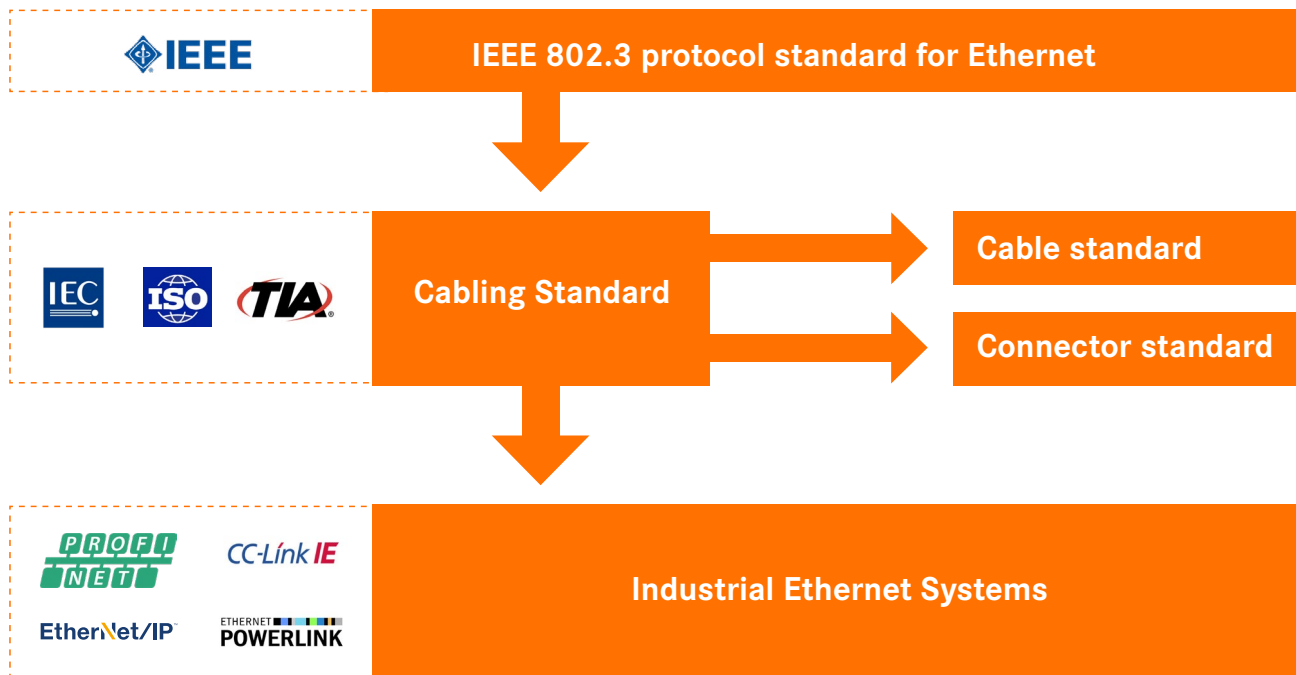 IEEE
IEEE 802.3 protocol standard for Ethernet
IEC
ISO
TIA
Cabling Standard
Cable standard
Connector standard
PROFI
NET
CC-Link IE
EtherNet/IP
ETHERNET
POWERLINK
Industrial Ethernet Systems